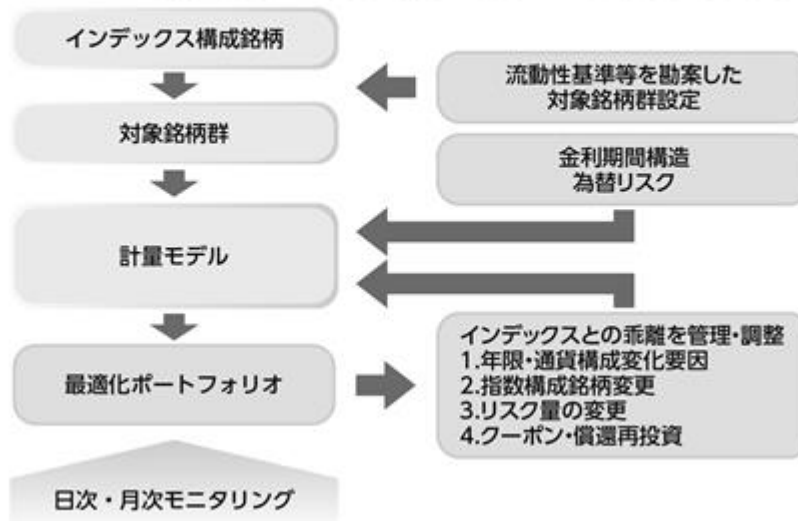 インデックス構成銘柄
流動性基準等を勘案した
対象銘柄群設定
対象銘柄群
金利期間構造
為替リスク
計量モデル
インデックスとの乖離を管理・調整
1.年限・通貨構成変化要因
2.指数構成銘柄変更
3.リスク量の変更
4.クーポン・償還再投資
最適化ポートフォリオ
日次・月次モニタリング